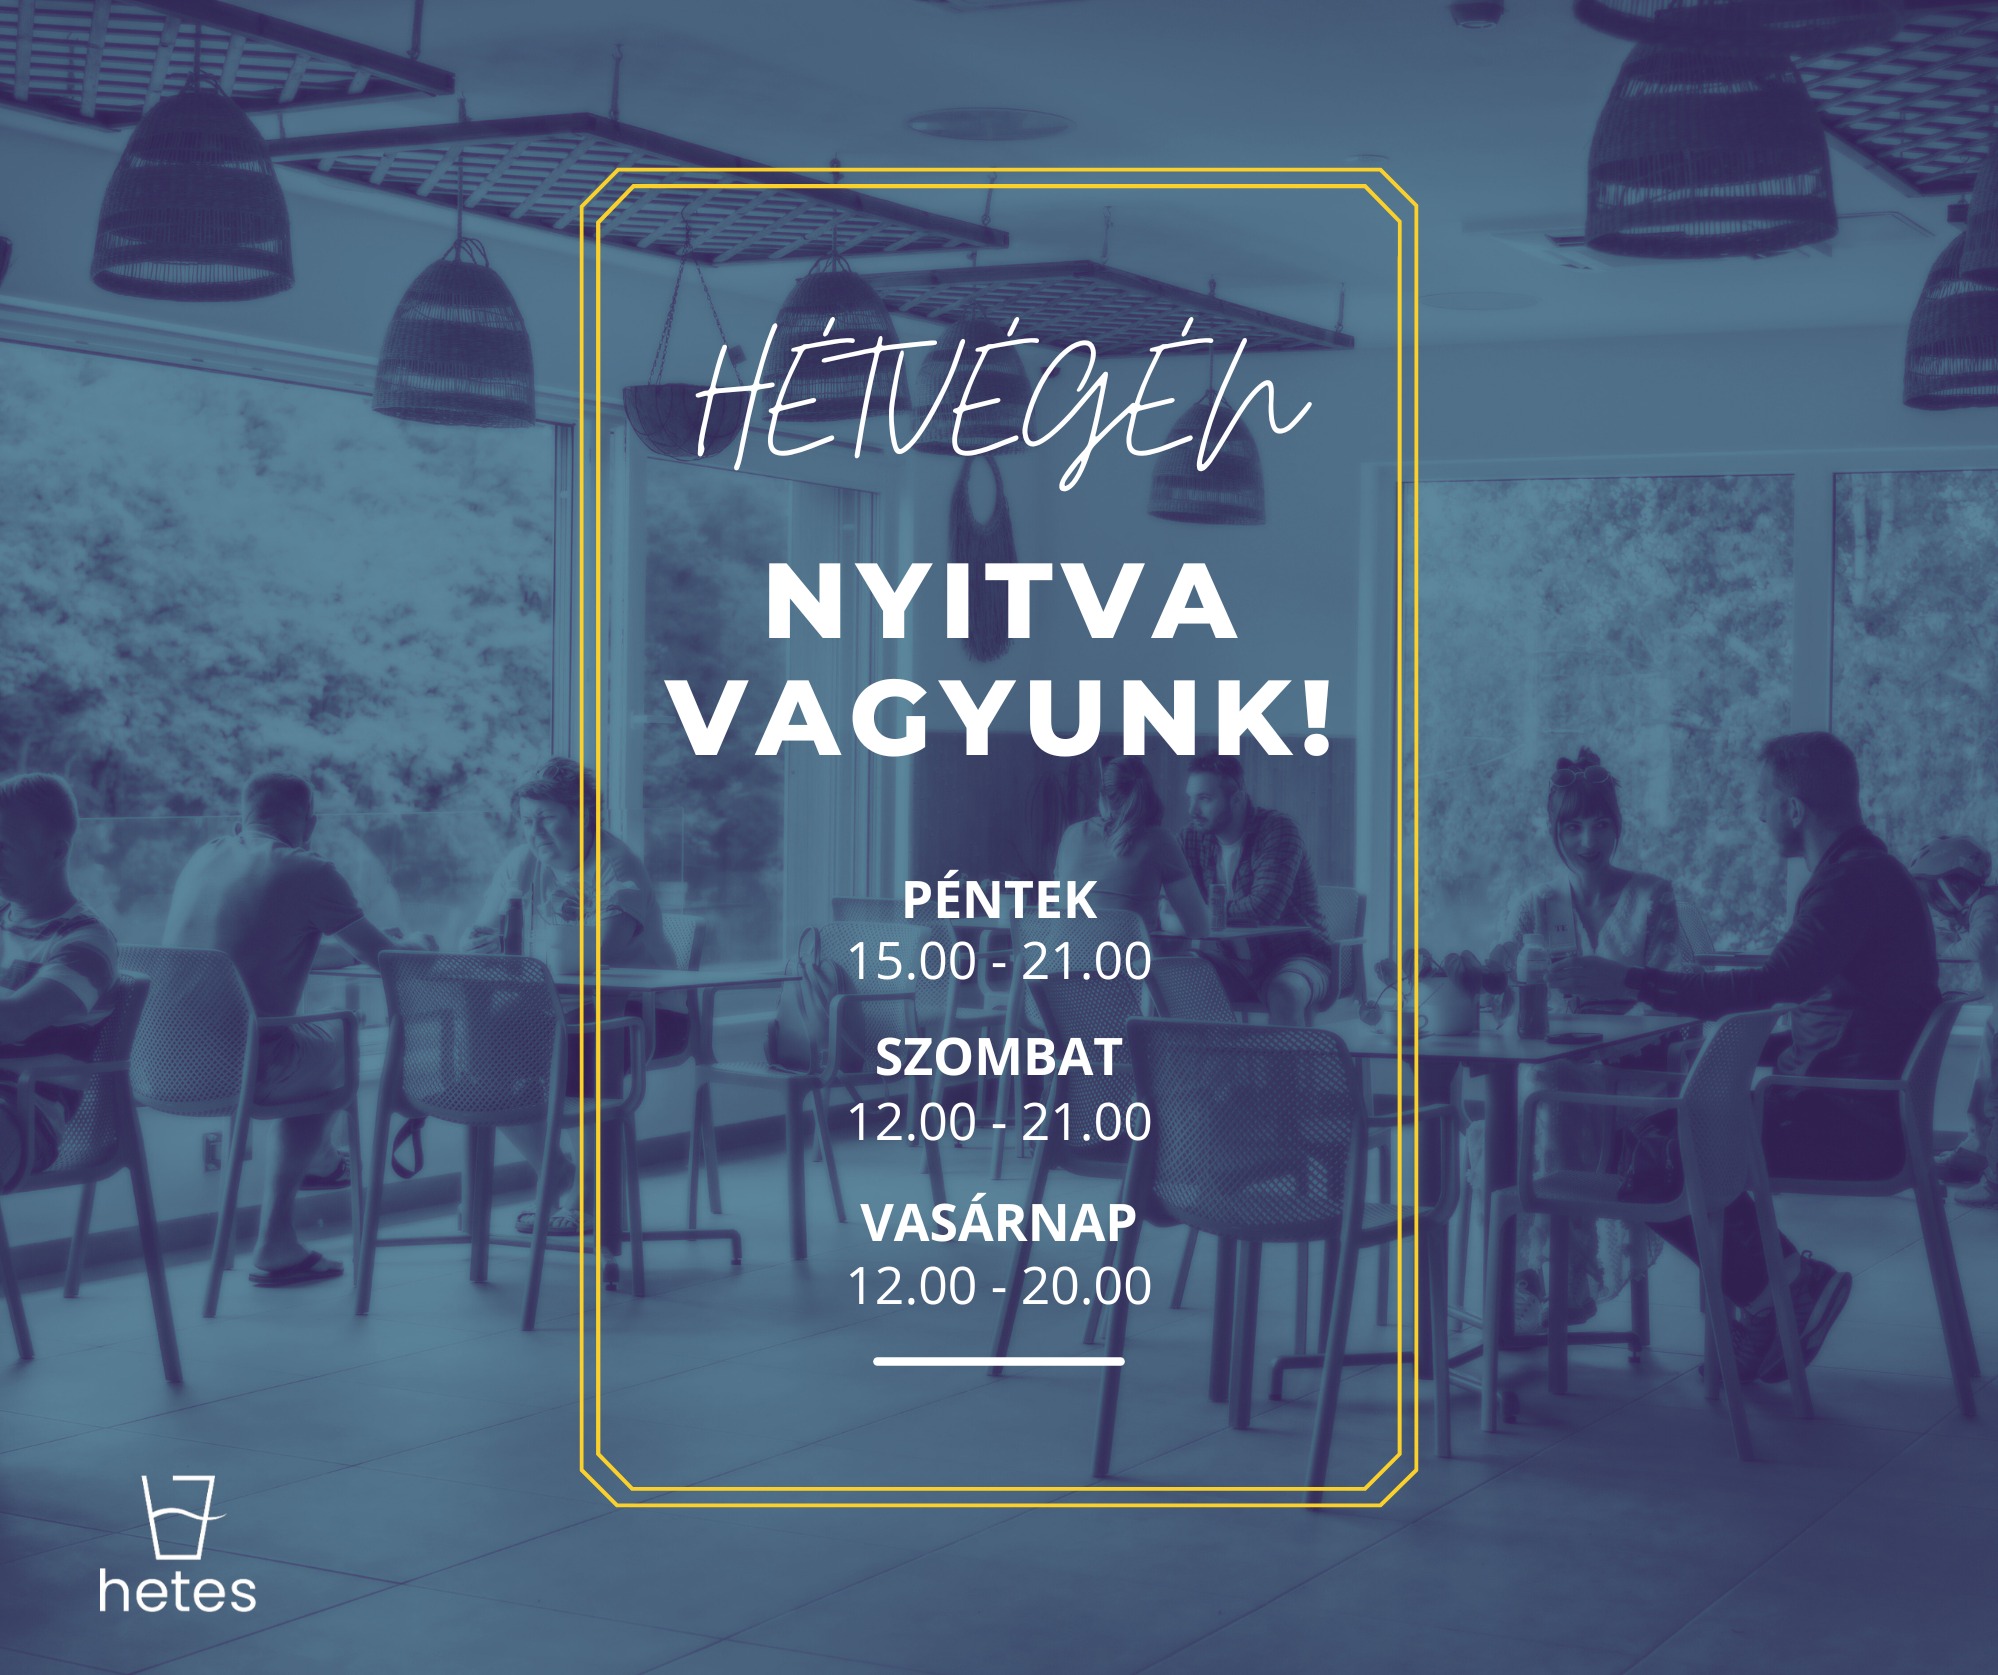 HÉTVÉGÉN
NYITVA
VAGYUNK!
PÉNTEK
15.00 - 21.00
SZOMBAT
12.00 - 21.00
VASÁRNAP
12.00 - 20.00
hetes